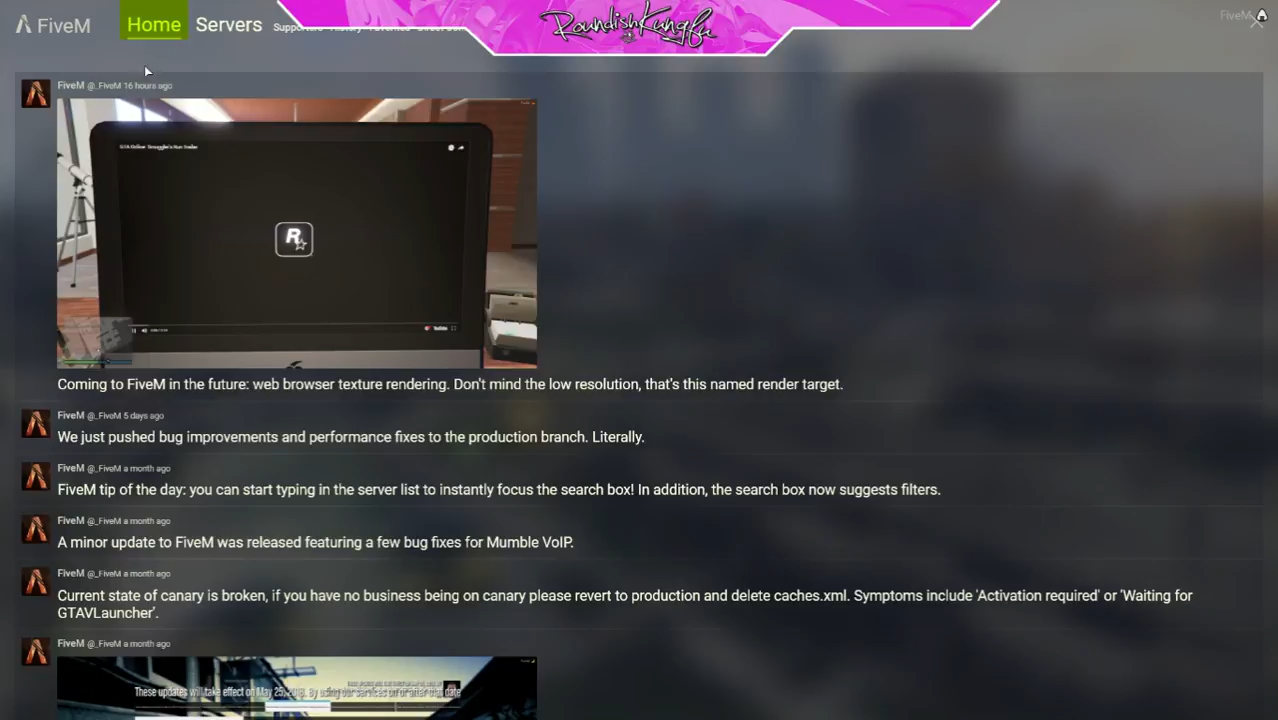 FiveM
Home
Servers
Supporters History Favorites Direct
RoundishKungfu
FiveM
FiveM @_FiveM 16 hours ago
Coming to FiveM in the future: web browser texture rendering. Don't mind the low resolution, that's this named render target.
FiveM @_FiveM 5 days ago
We just pushed bug improvements and performance fixes to the production branch. Literally.
FiveM @_FiveM a month ago
FiveM tip of the day: you can start typing in the server list to instantly focus the search box! In addition, the search box now suggests filters.
FiveM @_FiveM a month ago
A minor update to FiveM was released featuring a few bug fixes for Mumble VoIP.
FiveM @_FiveM a month ago
Current state of canary is broken, if you have no business being on canary please revert to production and delete caches.xml. Symptoms include 'Activation required' or 'Waiting for
GTAVLauncher'.
FiveM @_FiveM a month ago
These updates will take effect on May 25, 2018. By using our services on or after that date